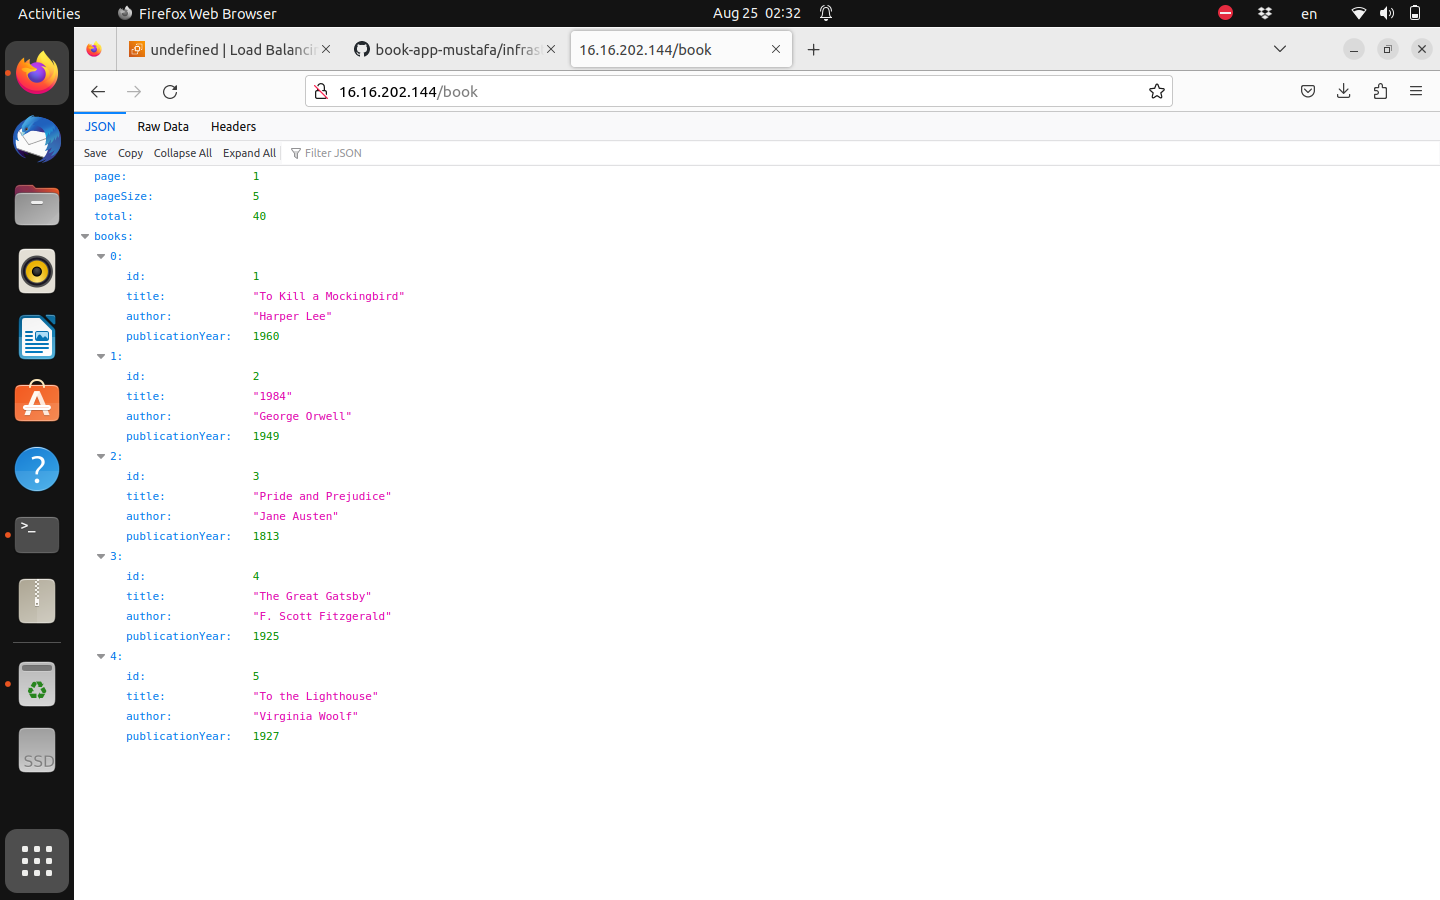 Activities
Firefox Web Browser
Aug 25 02:32
en
undefined | Load Balancin
book-app-mustafa/infras
16.16.202.144/book
16.16.202.144/book
JSON Raw Data Headers
Save Copy Collapse All Expand All Filter JSON
page: 1
pageSize: 5
total: 40
books:
0:
id: 1
title: "To Kill a Mockingbird"
author: "Harper Lee"
publicationYear: 1960
1:
id: 2
title: "1984"
author: "George Orwell"
publicationYear: 1949
2:
id: 3
title: "Pride and Prejudice"
author: "Jane Austen"
publicationYear: 1813
3:
id: 4
title: "The Great Gatsby"
author: "F. Scott Fitzgerald"
publicationYear: 1925
4:
id: 5
title: "To the Lighthouse"
author: "Virginia Woolf"
publicationYear: 1927
>_
?
SSD